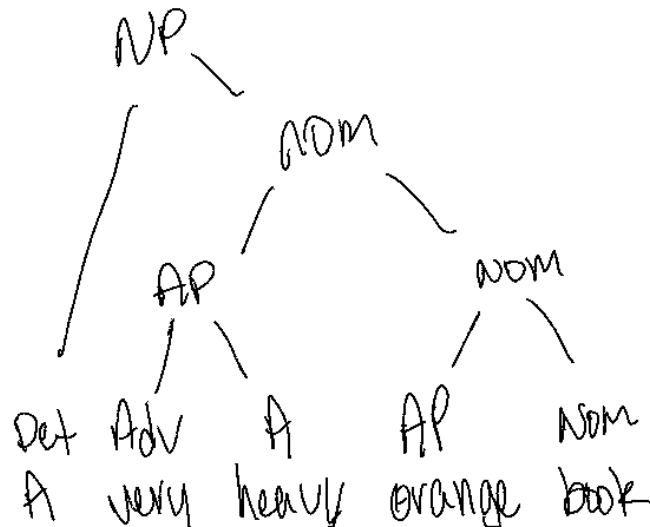 NP
NOM
AP NOM
Det Adv A AP NOM
A very heavy orange book